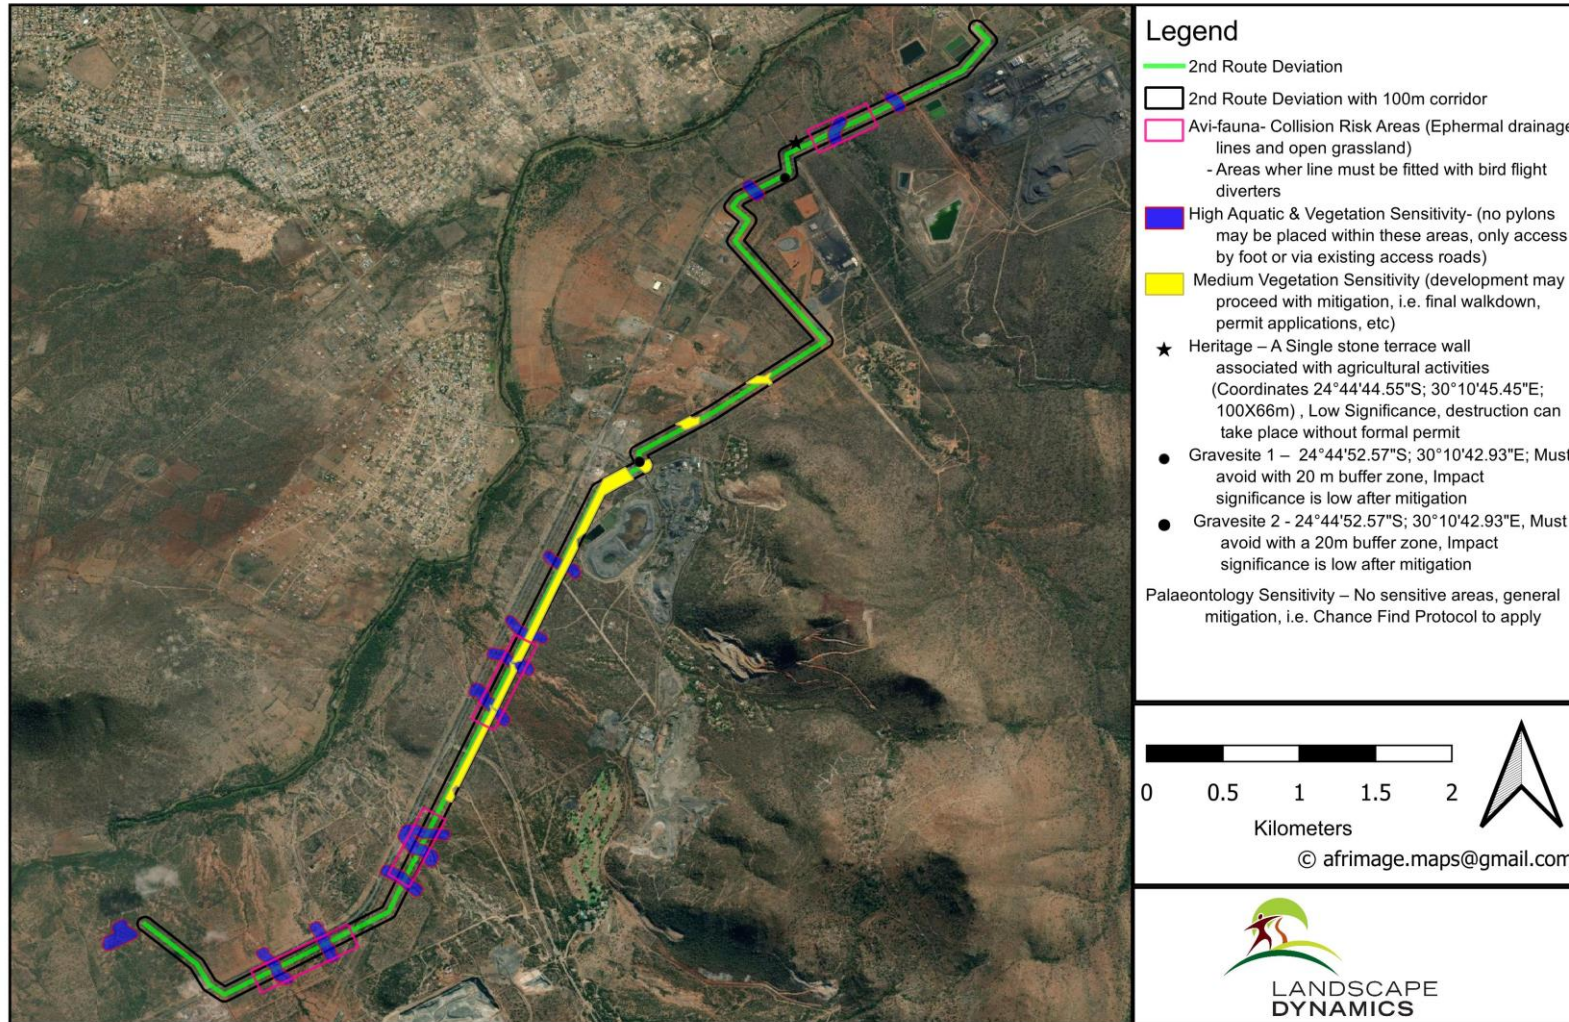 Legend
2nd Route Deviation
2nd Route Deviation with 100m corridor
Avi-fauna- Collision Risk Areas (Ephermal drainage
lines and open grassland)
- Areas wher line must be fitted with bird flight
diverters
High Aquatic & Vegetation Sensitivity- (no pylons
may be placed within these areas, only access
by foot or via existing access roads)
Medium Vegetation Sensitivity (development may
proceed with mitigation, i.e. final walkdown,
permit applications, etc)
Heritage – A Single stone terrace wall
associated with agricultural activities
(Coordinates 24°44'44.55"S; 30°10'45.45"E;
100X66m) , Low Significance, destruction can
take place without formal permit
Gravesite 1 – 24°44'52.57"S; 30°10'42.93"E; Must
avoid with 20 m buffer zone, Impact
significance is low after mitigation
Gravesite 2 - 24°44'52.57"S; 30°10'42.93"E, Must
avoid with a 20m buffer zone, Impact
significance is low after mitigation
Palaeontology Sensitivity – No sensitive areas, general
mitigation, i.e. Chance Find Protocol to apply
0 0.5 1 1.5 2
Kilometers
© afrimage.maps@gmail.com
LANDSCAPE
DYNAMICS